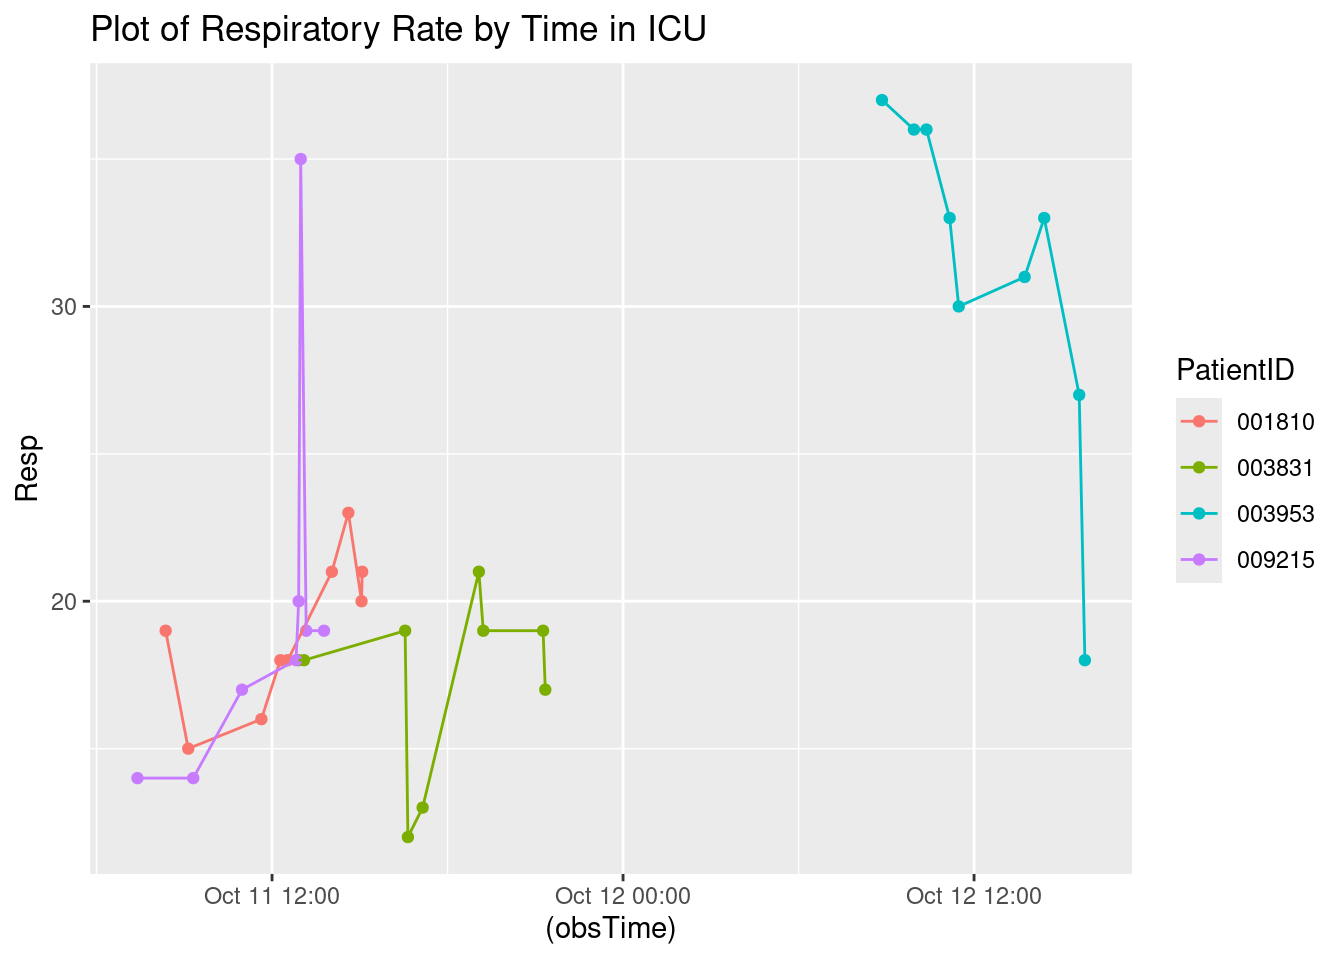 Plot of Respiratory Rate by Time in ICU
30
20
Resp
Oct 11 12:00
Oct 12 00:00
Oct 12 12:00
(obsTime)
PatientID
001810
003831
003953
009215